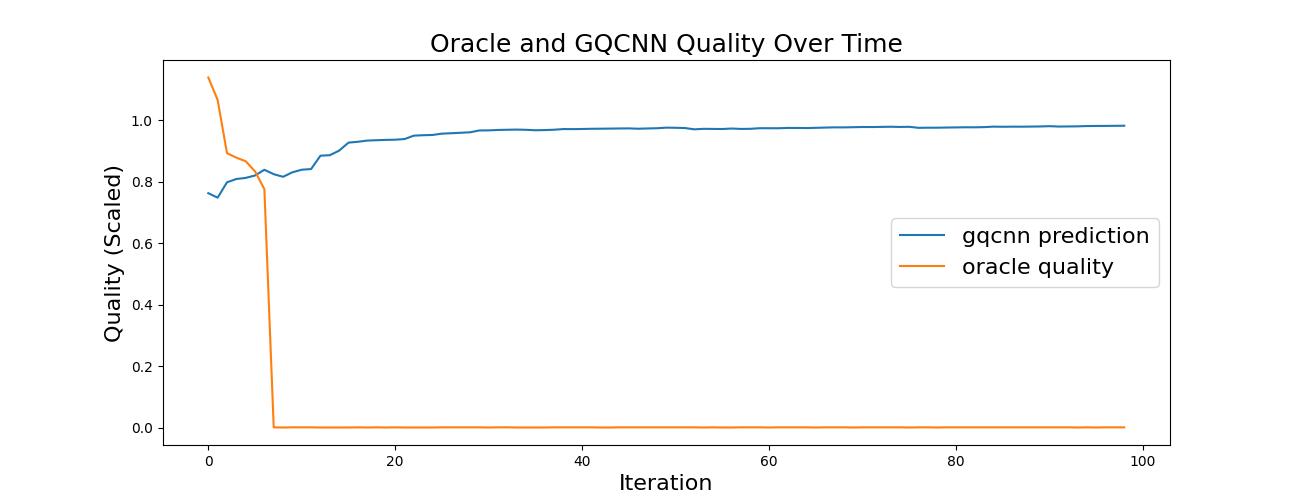 Oracle and GQCNN Quality Over Time
Quality (Scaled)
1.0
0.8
0.6
0.4
0.2
0.0
gqcnn prediction
oracle quality
0 20 40 60 80 100
Iteration